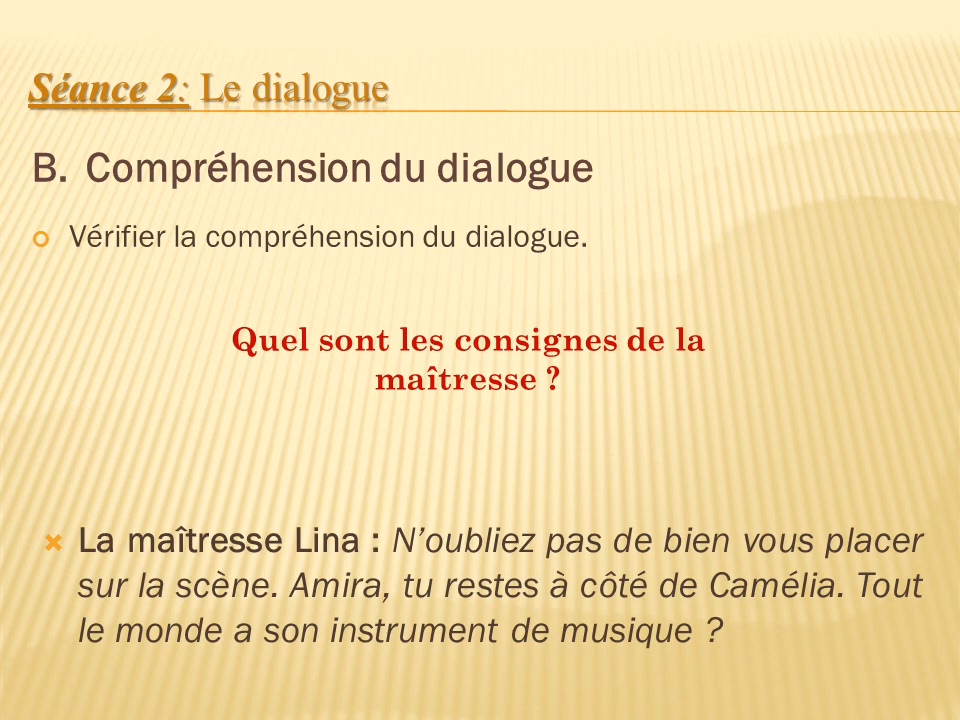 Séance 2: Le dialogue
B. Compréhension du dialogue
Vérifier la compréhension du dialogue.
Quel sont les consignes de la
maîtresse ?
La maîtresse Lina : N’oubliez pas de bien vous placer
sur la scène. Amira, tu restes à côté de Camélia. Tout
le monde a son instrument de musique ?